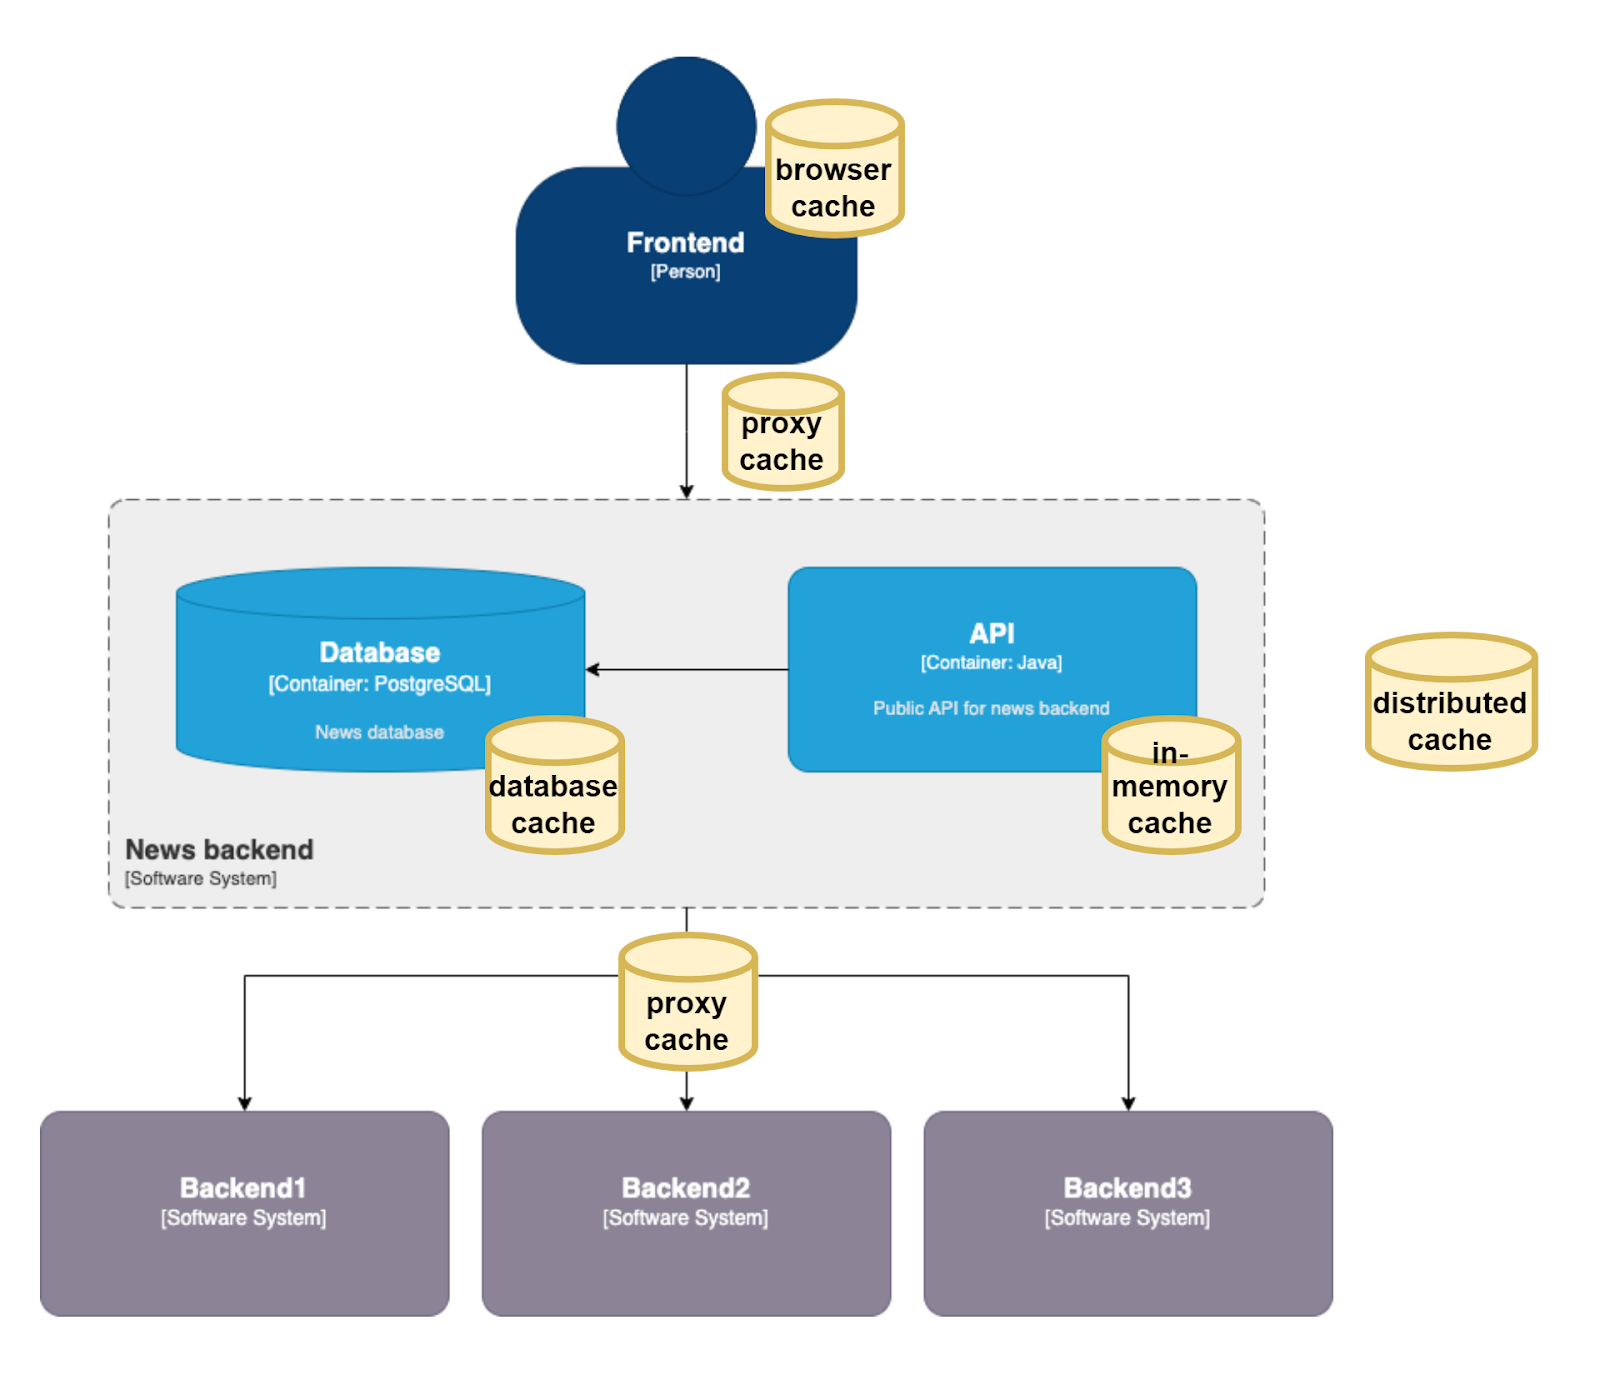 browser
cache
Frontend
[Person]
proxy
cache
Database
[Container: PostgreSQL]
News database
database
cache
API
[Container: Java]
Public API for news backend
in-
memory
cache
distributed
cache
News backend
[Software System]
proxy
cache
Backend1
[Software System]
Backend2
[Software System]
Backend3
[Software System]